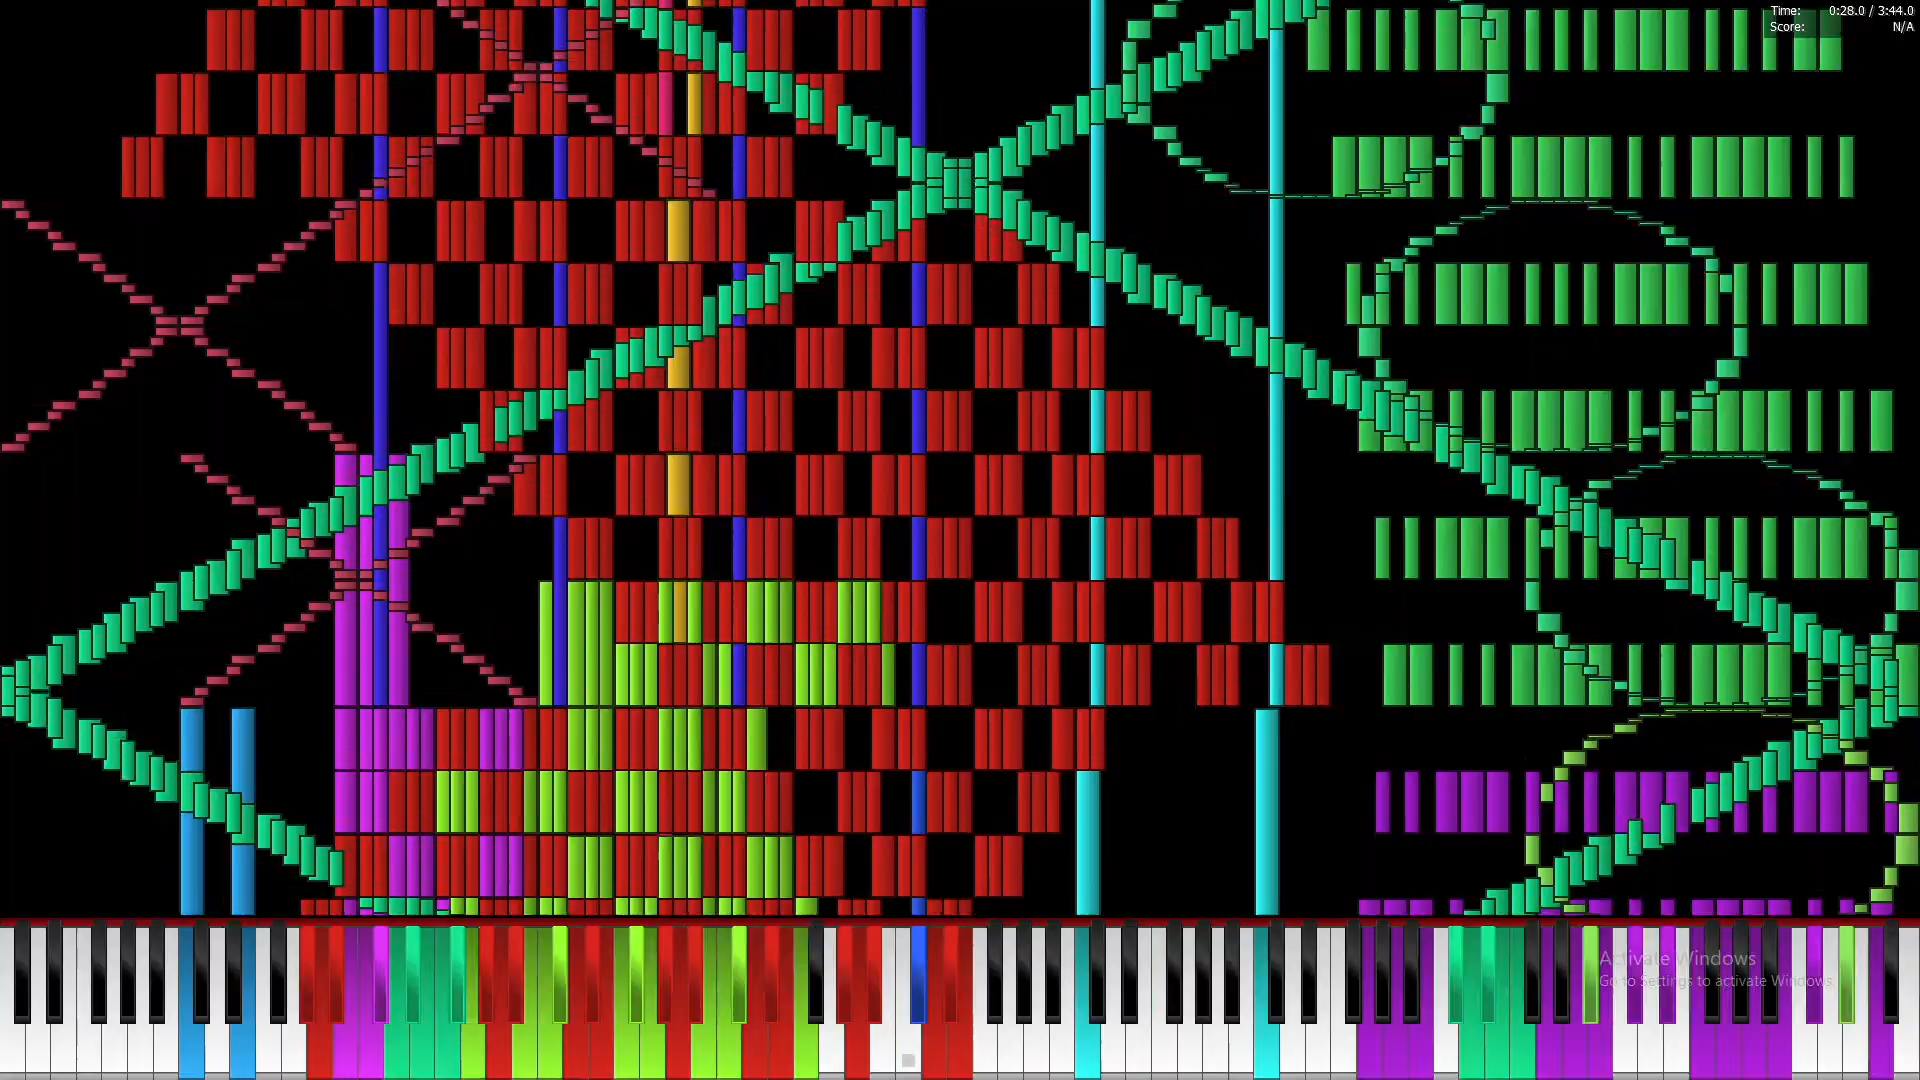 Time: 0:28.0 / 3:44.0
Score: N/A
Activate Windows
Go to Settings to activate Windows.